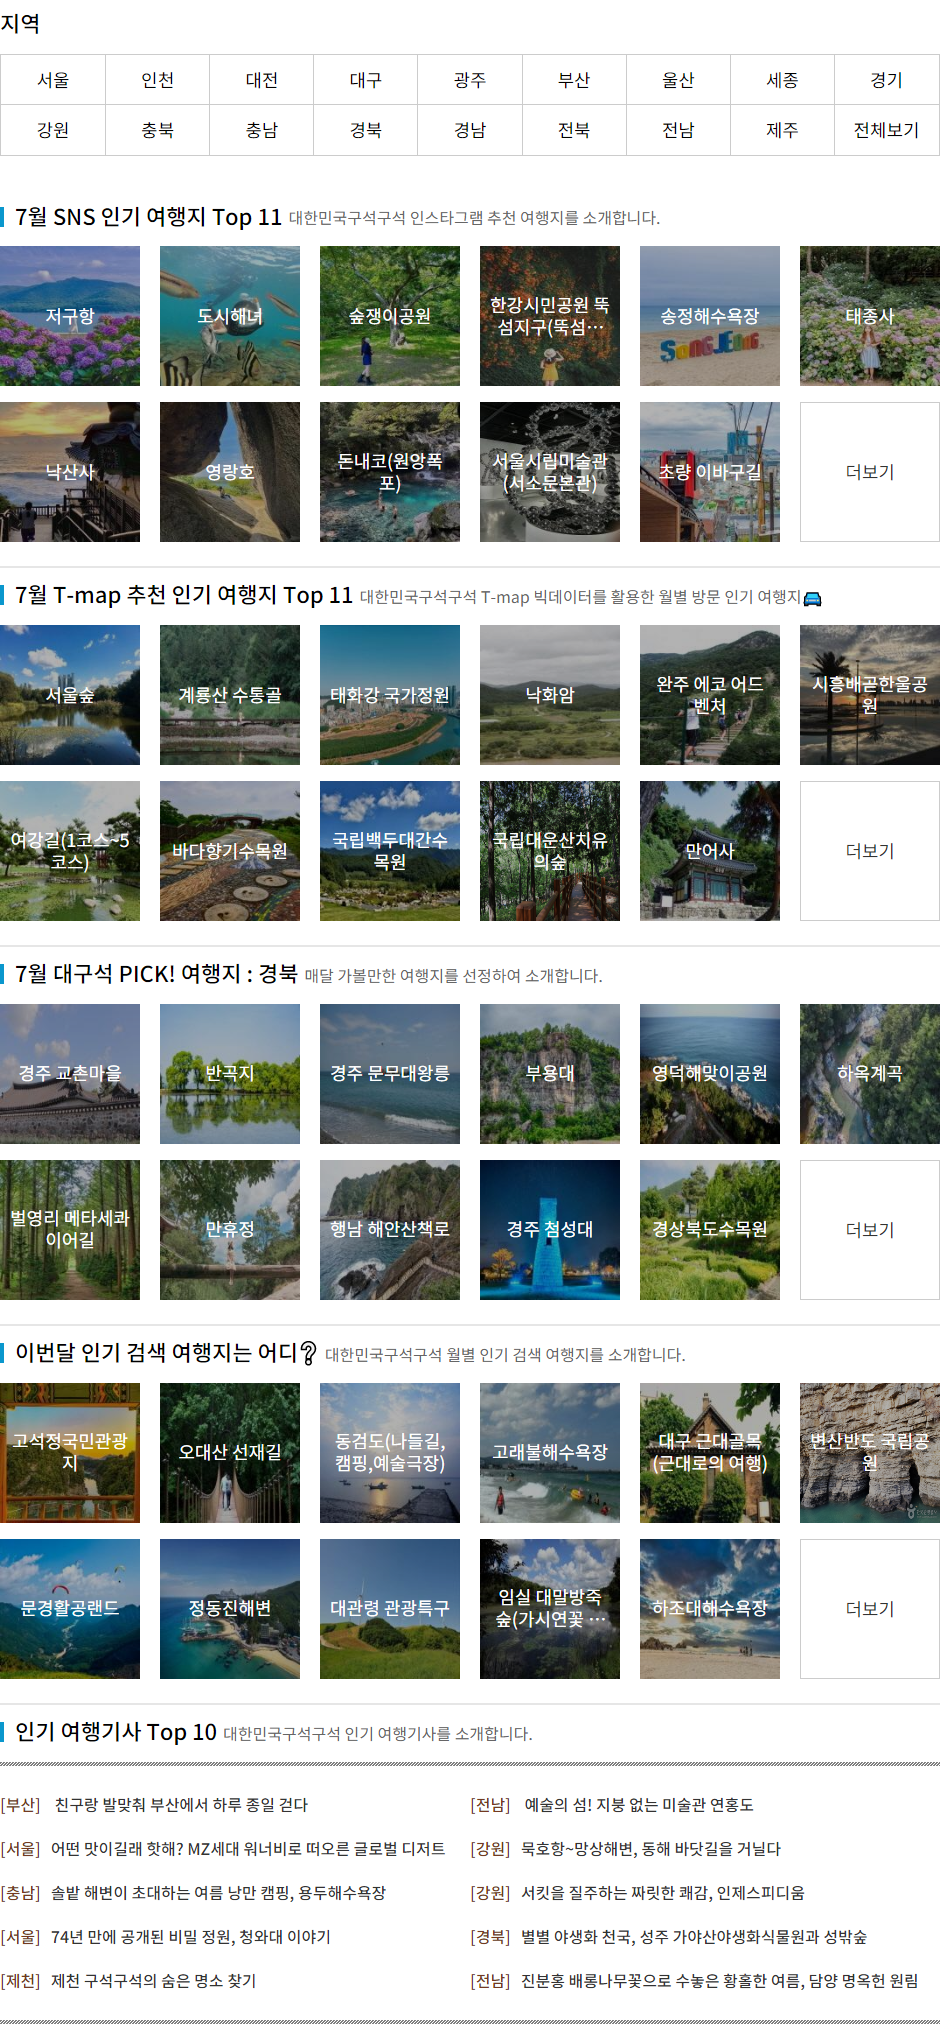 지역
서울 인천 대전 대구 광주 부산 울산 세종 경기
강원 충북 충남 경북 경남 전북 전남 제주 전체보기
7월 SNS 인기 여행지 Top 11 대한민국구석구석 인스타그램 추천 여행지를 소개합니다.
저구항
도시해녀
숲쟁이공원
한강시민공원 뚝
섬지구(뚝섬…
송정해수욕장
태종사
낙산사
영랑호
돈내코(원앙폭
포)
서울시립미술관
(서소문본관)
초량 이바구길
더보기
7월 T-map 추천 인기 여행지 Top 11 대한민국구석구석 T-map 빅데이터를 활용한 월별 방문 인기 여행지🚘
서울숲
계룡산 수통골
태화강 국가정원
낙화암
완주 에코 어드
벤처
시흥배곧한울공
원
여강길(1코스~5
코스)
바다향기수목원
국립백두대간수
목원
국립대운산치유
의숲
만어사
더보기
7월 대구석 PICK! 여행지 : 경북 매달 가볼만한 여행지를 선정하여 소개합니다.
경주 교촌마을
반곡지
경주 문무대왕릉
부용대
영덕해맞이공원
하옥계곡
벌영리 메타세콰
이어길
만휴정
행남 해안산책로
경주 첨성대
경상북도수목원
더보기
이번달 인기 검색 여행지는 어디❔ 대한민국구석구석 월별 인기 검색 여행지를 소개합니다.
고석정국민관광
지
오대산 선재길
동검도(나들길,
캠핑,예술극장)
고래불해수욕장
대구 근대골목
(근대로의 여행)
변산반도 국립공
원
문경활공랜드
정동진해변
대관령 관광특구
임실 대말방죽
숲(가시연꽃 …
하조대해수욕장
더보기
인기 여행기사 Top 10 대한민국구석구석 인기 여행기사를 소개합니다.
[부산] 친구랑 발맞춰 부산에서 하루 종일 걷다
[전남] 예술의 섬! 지붕 없는 미술관 연홍도
[서울] 어떤 맛이길래 핫해? MZ세대 워너비로 떠오른 글로벌 디저트
[강원] 묵호항~망상해변, 동해 바닷길을 거닐다
[충남] 솔밭 해변이 초대하는 여름 낭만 캠핑, 용두해수욕장
[강원] 서킷을 질주하는 짜릿한 쾌감, 인제스피디움
[서울] 74년 만에 공개된 비밀 정원, 청와대 이야기
[경북] 별별 야생화 천국, 성주 가야산야생화식물원과 성밖숲
[제천] 제천 구석구석의 숨은 명소 찾기
[전남] 진분홍 배롱나무꽃으로 수놓은 황홀한 여름, 담양 명옥헌 원림